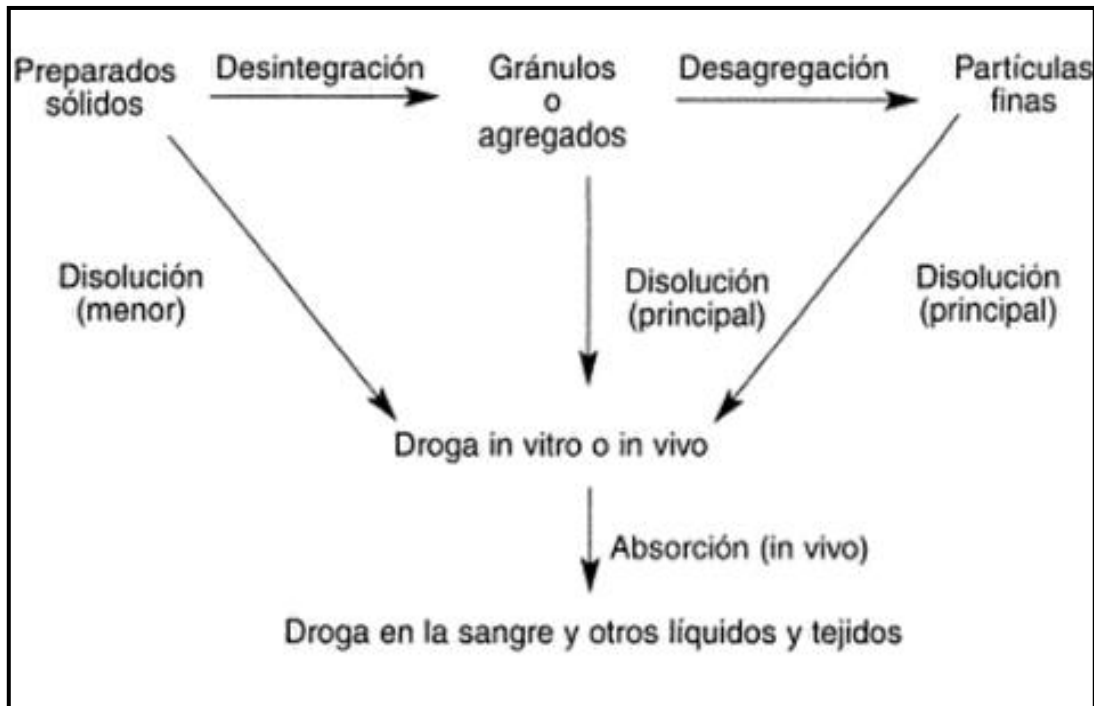 Preparados
sólidos
Desintegración
Gránulos
o
agregados
Desagregación
Partículas
finas
Disolución
(menor)
Disolución
(principal)
Disolución
(principal)
Droga in vitro o in vivo
Absorción (in vivo)
Droga en la sangre y otros líquidos y tejidos